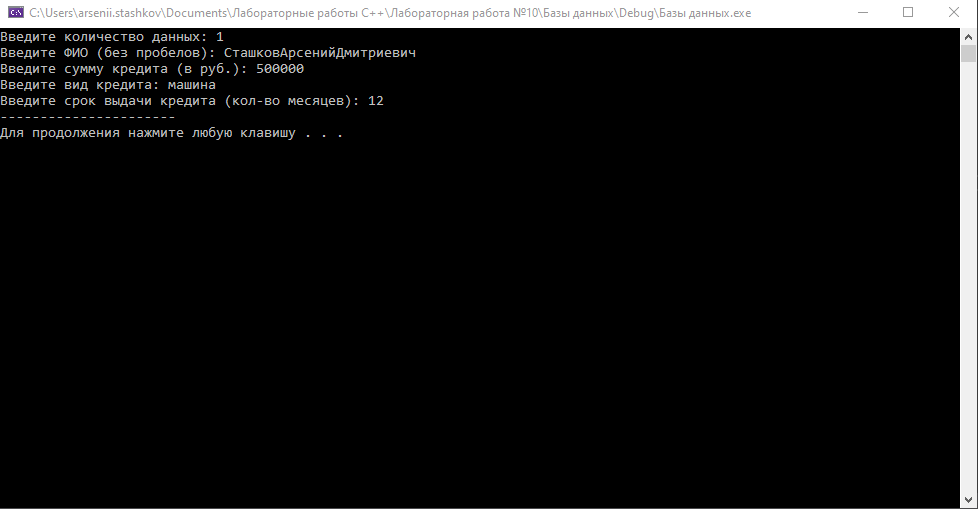 C:\Users\arsenii.stashkov\Documents\Лабораторные работы C++\Лабораторная работа №10\Базы данных\Debug\Базы данных.exe
Введите количество данных: 1
Введите ФИО (без пробелов): СташковАрсенийДмитриевич
Введите сумму кредита (в руб.): 500000
Введите вид кредита: машина
Введите срок выдачи кредита (кол-во месяцев): 12
----------------------
Для продолжения нажмите любую клавишу . . .